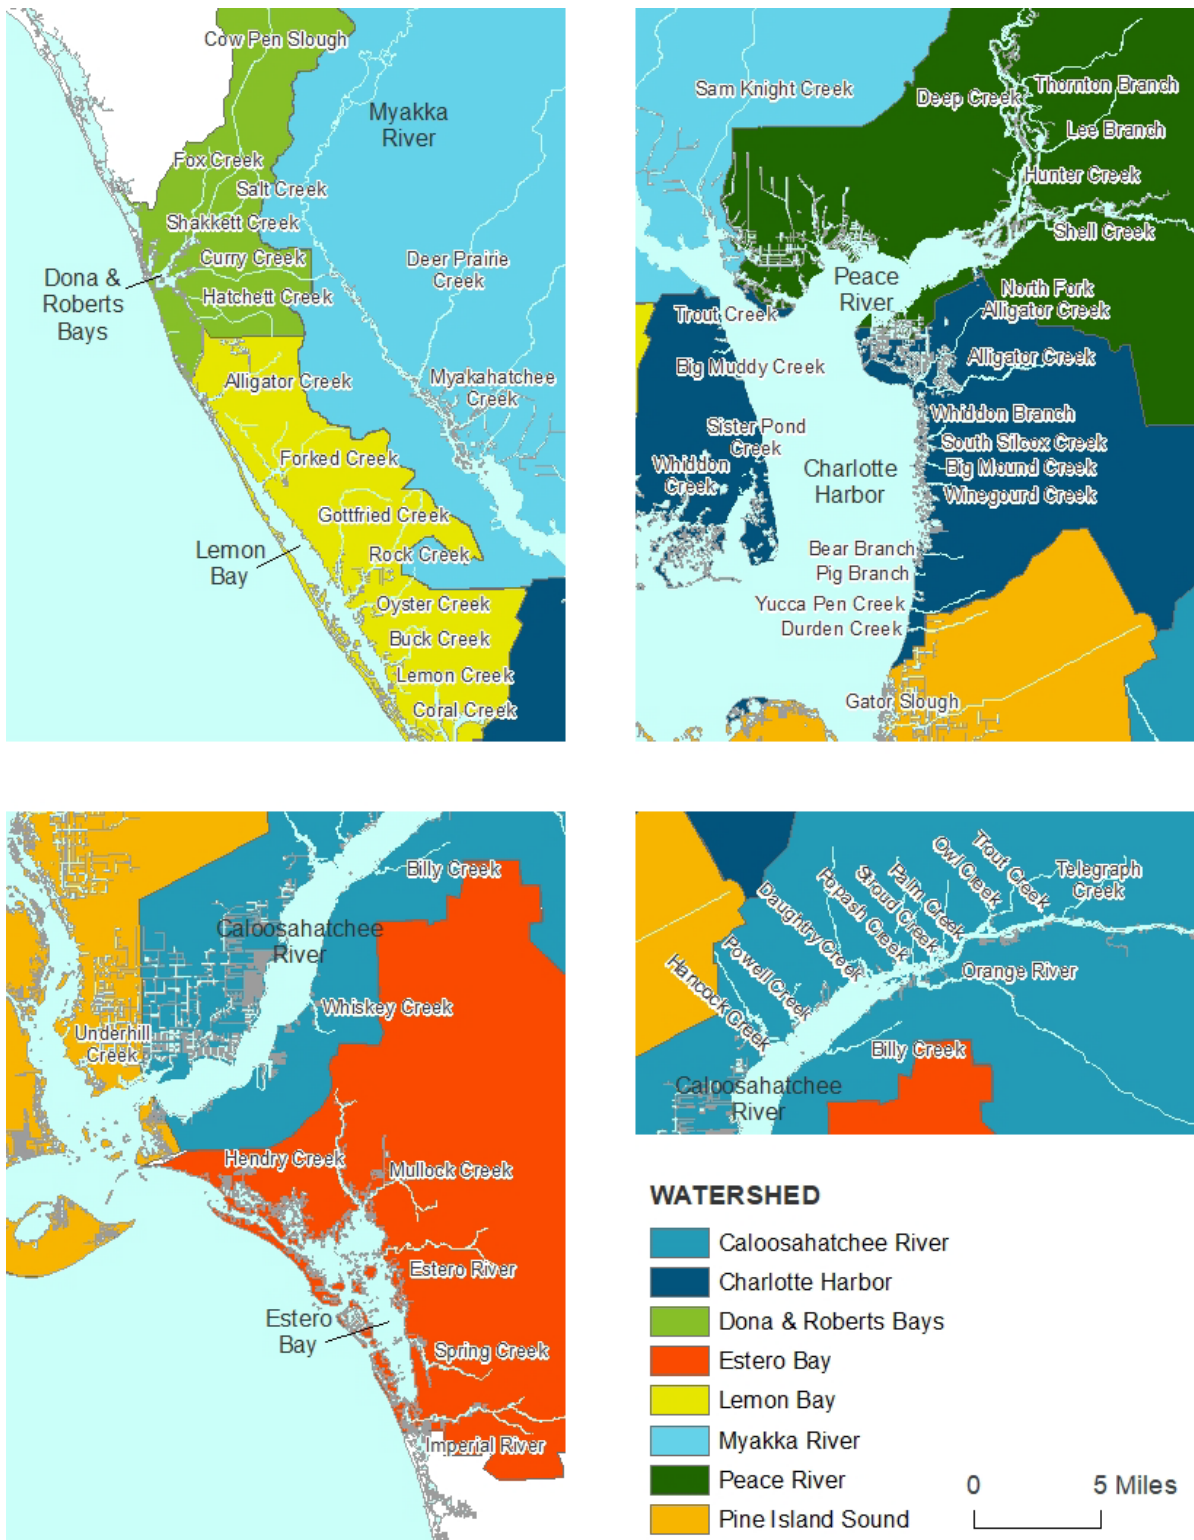 Cow Pen Slough
Myakka
River
Fox Creek
Salt Creek
Shakkett Creek
Curry Creek
Deer Prairie
Creek
Dona &
Roberts
Bays
Hatchett Creek
Alligator Creek
Myakahatchee
Creek
Forked Creek
Gottfried Creek
Lemon
Bay
Rock Creek
Oyster Creek
Buck Creek
Lemon Creek
Coral Creek
Sam Knight Creek
Deep Creek
Thornton Branch
Lee Branch
Hunter Creek
Shell Creek
Peace
River
North Fork
Alligator Creek
Trout Creek
Big Muddy Creek
Alligator Creek
Whiddon Branch
Sister Pond
Creek
South Silcox Creek
Whiddon
Creek
Charlotte
Harbor
Big Mound Creek
Winegourd Creek
Bear Branch
Pig Branch
Yucca Pen Creek
Durden Creek
Gator Slough
Billy Creek
Caloosahatchee
River
Whiskey Creek
Underhill
Creek
Hendry Creek
Mullock Creek
Estero River
Estero
Bay
Spring Creek
Imperial River
Hancock Creek
Powell Creek
Daughtry Creek
Popash Creek
Stroud Creek
Palm Creek
Owl Creek
Trout Creek
Telegraph
Creek
Orange River
Billy Creek
Caloosahatchee
River
WATERSHED
Caloosahatchee River
Charlotte Harbor
Dona & Roberts Bays
Estero Bay
Lemon Bay
Myakka River
Peace River
Pine Island Sound
0 5 Miles